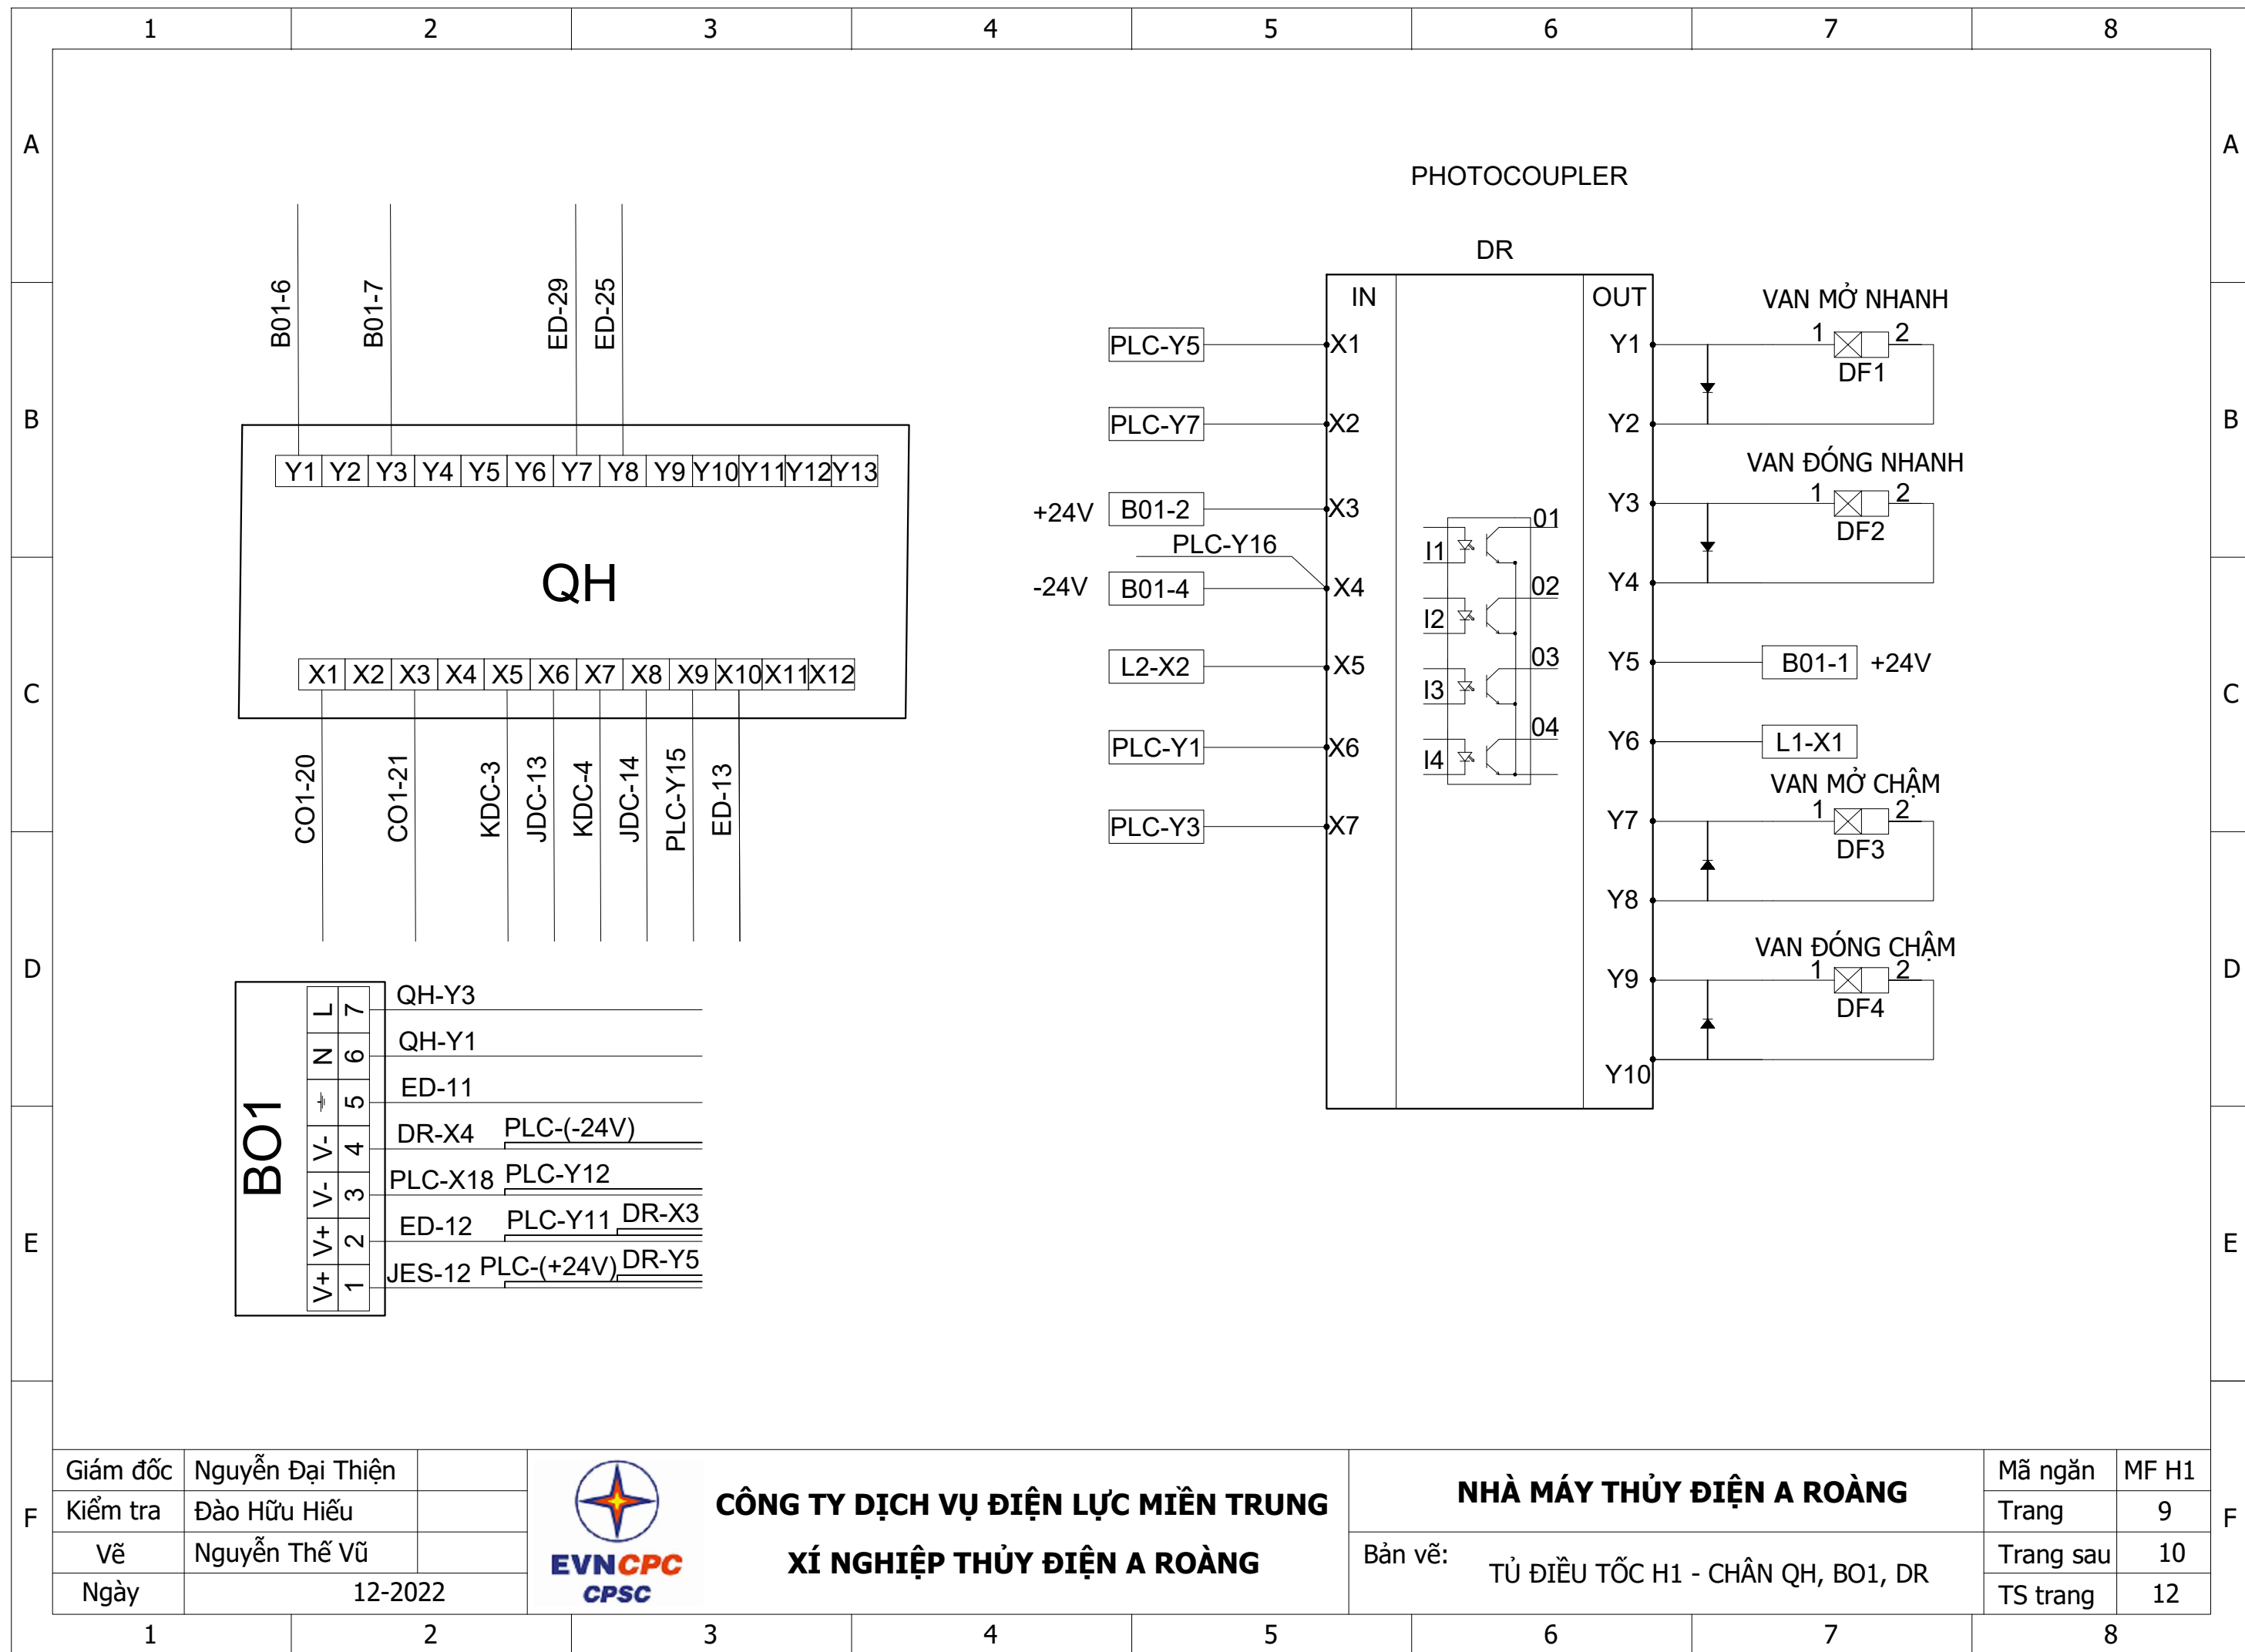 1 2 3 4 5 6 7 8
A
B
C
D
E
F
A
B
C
D
E
F
B01-6
B01-7
ED-29
ED-25
Y1 Y2 Y3 Y4 Y5 Y6 Y7 Y8 Y9 Y10 Y11 Y12 Y13
QH
X1 X2 X3 X4 X5 X6 X7 X8 X9 X10 X11 X12
CO1-20
CO1-21
KDC-3
JDC-13
KDC-4
JDC-14
PLC-Y15
ED-13
BO1
L 7 QH-Y3
N 6 QH-Y1
5 ED-11
V- 4 DR-X4 PLC-(-24V)
V- 3 PLC-X18 PLC-Y12
V+ 2 ED-12 PLC-Y11 DR-X3
V+ 1 JES-12 PLC-(+24V) DR-Y5
PHOTOCOUPLER
DR
IN
OUT
PLC-Y5 X1
PLC-Y7 X2
+24V B01-2 X3
PLC-Y16
-24V B01-4 X4
L2-X2 X5
PLC-Y1 X6
PLC-Y3 X7
I1 01
I2 02
I3 03
I4 04
VAN MỞ NHANH
Y1 1 2
DF1
Y2
VAN ĐÓNG NHANH
Y3 1 2
DF2
Y4
Y5 B01-1 +24V
Y6 L1-X1
VAN MỞ CHẬM
Y7 1 2
DF3
Y8
VAN ĐÓNG CHẬM
Y9 1 2
DF4
Y10
Giám đốc Nguyễn Đại Thiện
Kiểm tra Đào Hữu Hiếu
Vẽ Nguyễn Thế Vũ
Ngày 12-2022
EVNCPC
CPSC
CÔNG TY DỊCH VỤ ĐIỆN LỰC MIỀN TRUNG
XÍ NGHIỆP THỦY ĐIỆN A ROÀNG
NHÀ MÁY THỦY ĐIỆN A ROÀNG
Bản vẽ: TỦ ĐIỀU TỐC H1 - CHÂN QH, BO1, DR
Mã ngăn MF H1
Trang 9
Trang sau 10
TS trang 12
1 2 3 4 5 6 7 8